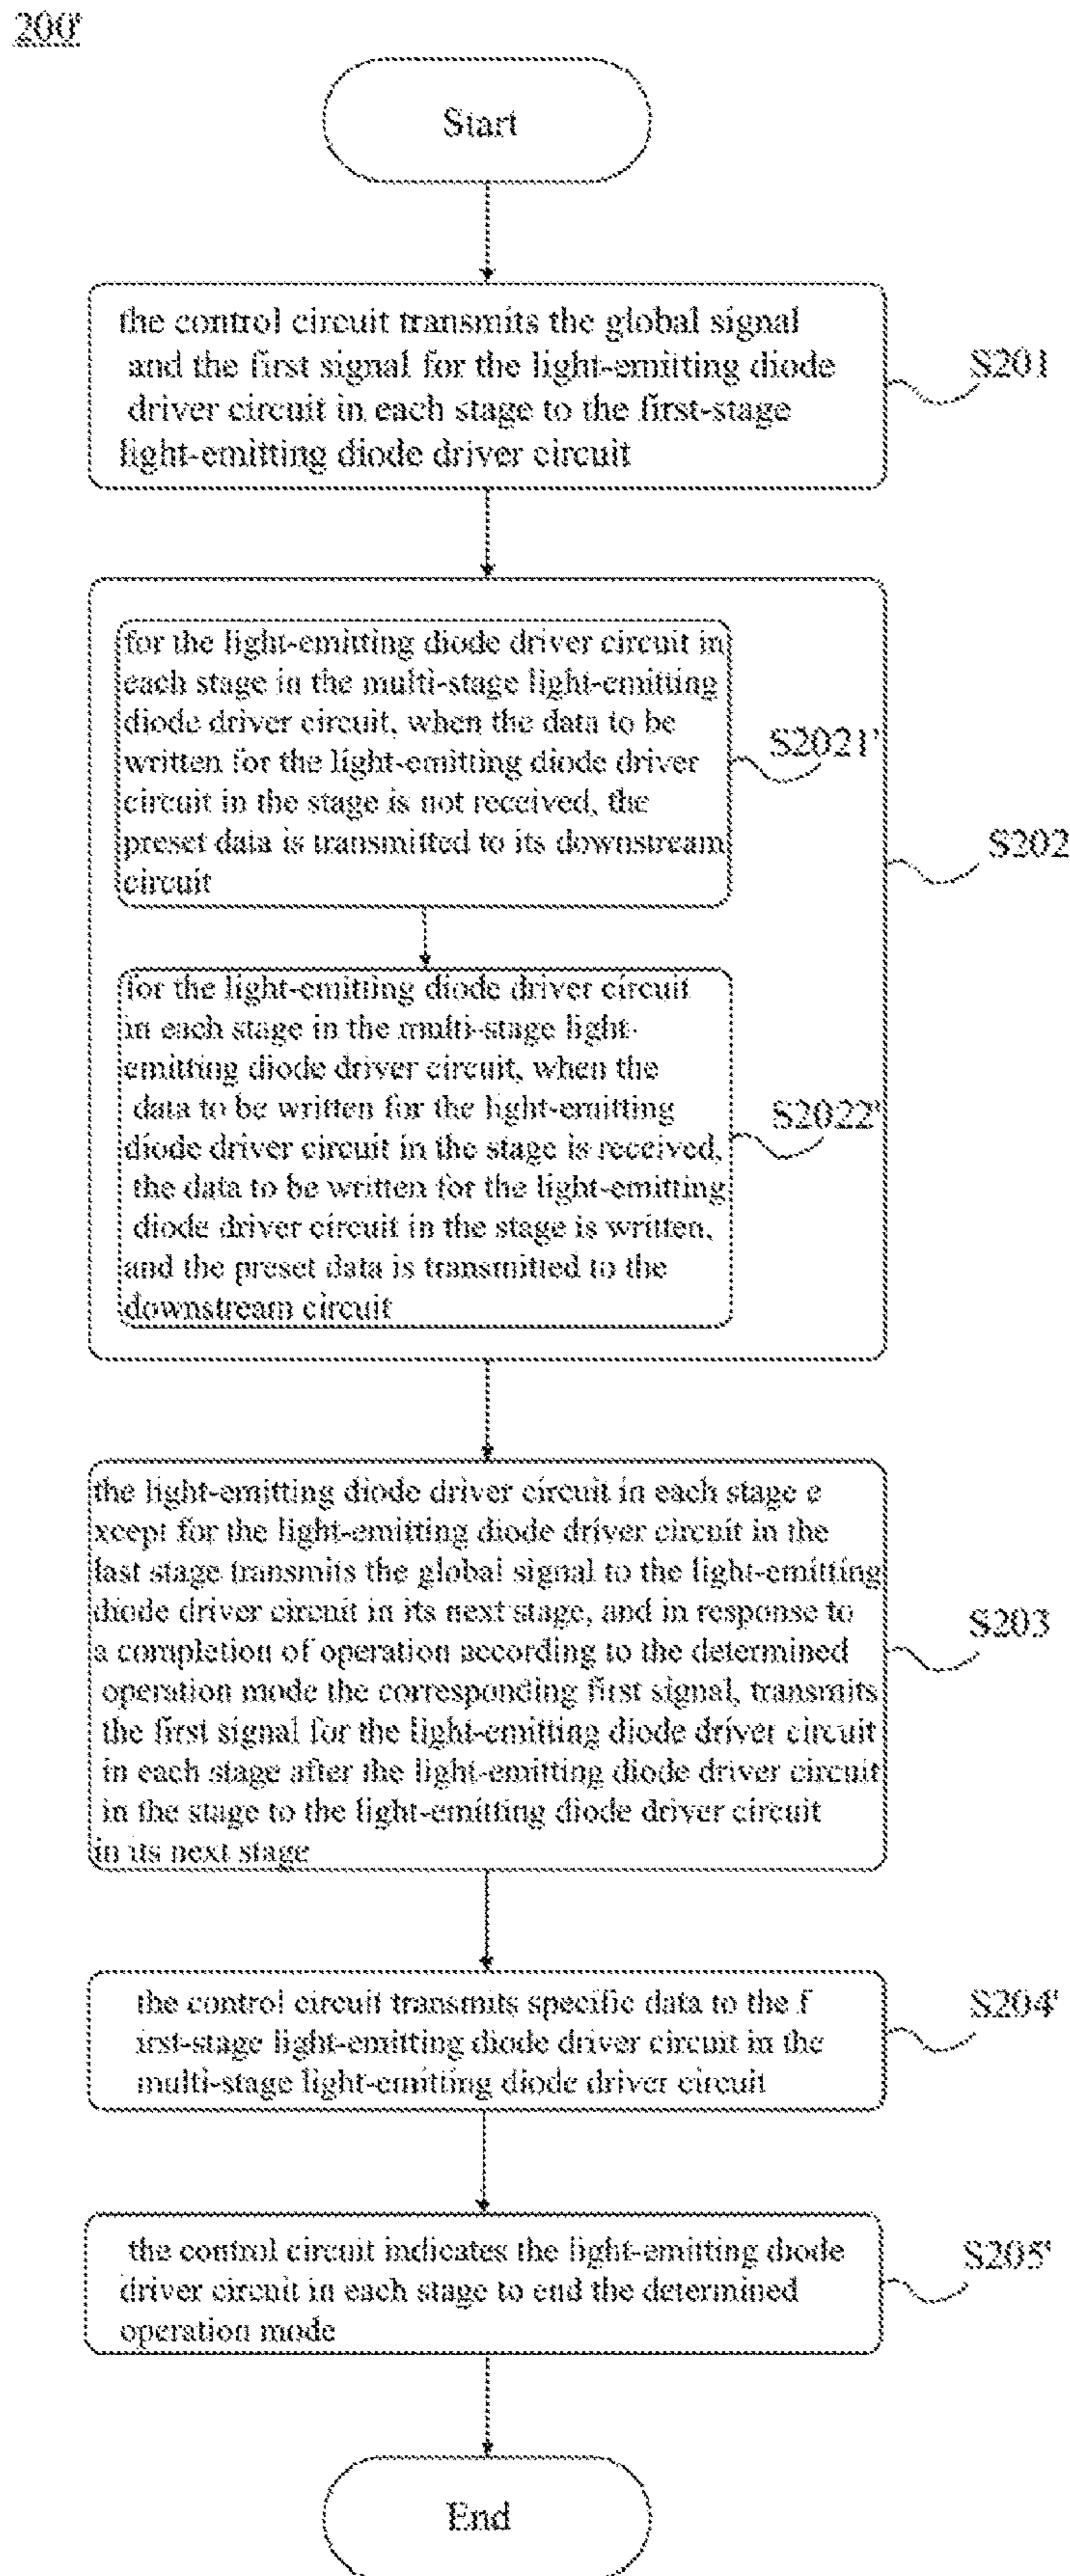 200'
Start
the control circuit transmits the global signal
and the first signal for the light-emitting diode
driver circuit in each stage to the first-stage
light-emitting diode driver circuit
S201
for the light-emitting diode driver circuit in
each stage in the multi-stage light-emitting
diode driver circuit, when the data to be
written for the light-emitting diode driver
circuit in the stage is not received, the
preset data is transmitted to its downstream
circuit
S2021'
S202
for the light-emitting diode driver circuit
in each stage in the multi-stage light-
emitting diode driver circuit, when the
data to be written for the light-emitting
diode driver circuit in the stage is received,
the data to be written for the light-emitting
diode driver circuit in the stage is written,
and the preset data is transmitted to the
downstream circuit
S2022'
the light-emitting diode driver circuit in each stage e
xcept for the light-emitting diode driver circuit in the
last stage transmits the global signal to the light-emitting
diode driver circuit in its next stage, and in response to
a completion of operation according to the determined
operation mode the corresponding first signal, transmits
the first signal for the light-emitting diode driver circuit
in each stage after the light-emitting diode driver circuit
in the stage to the light-emitting diode driver circuit
in its next stage
S203
the control circuit transmits specific data to the f
irst-stage light-emitting diode driver circuit in the
multi-stage light-emitting diode driver circuit
S204'
the control circuit indicates the light-emitting diode
driver circuit in each stage to end the determined
operation mode
S205'
End